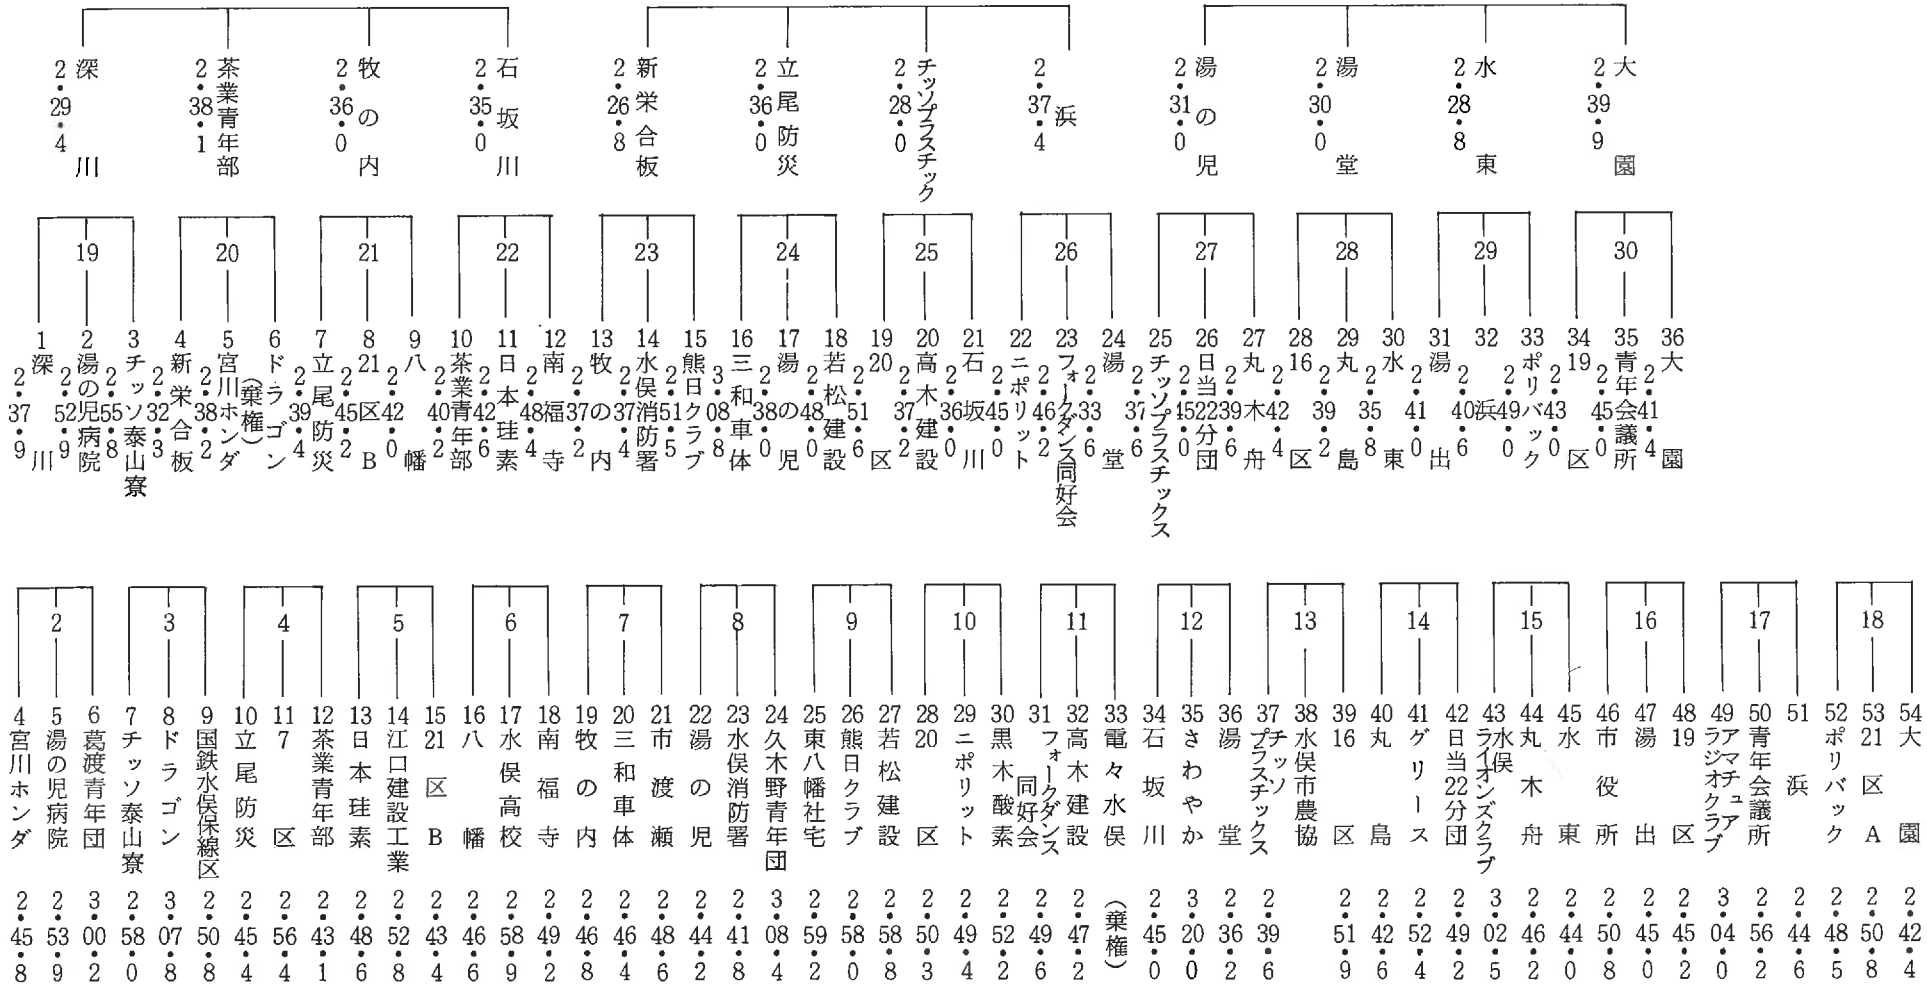 深川 2・29・4
茶業青年部 2・38・1
牧の内 2・36・0
石坂川 2・35・0
新栄合板 2・26・8
立尾防災 2・36・0
チップラスチック 2・28・0
浜 2・37・4
湯の児 2・31・0
湯堂 2・30・0
水東 2・28・8
大園 2・39・9
19
20
21
22
23
24
25
26
27
28
29
30
1 深川 2・37・9
2 湯の児病院 2・52・9
3 チッソ泰山寮 2・55・8
4 新栄合板 2・32・3
5 宮川ホンダ 2・38・2
6 ドラゴン (棄権)
7 立尾防災 2・39・4
8 21区B 2・45・2
9 八幡 2・42・0
10 茶業青年部 2・40・2
11 日本珪素 2・42・6
12 南福寺 2・48・4
13 牧の内 2・37・2
14 水俣消防署 2・37・4
15 熊日クラブ 2・51・5
16 三和車体 3・08・8
17 湯の児 2・38・0
18 若松建設 2・48・0
19 20区 2・51・6
20 高木建設 2・37・2
21 石坂川 2・36・0
22 ニポリット 2・45・0
23 フォークダンス同好会 2・46・2
24 湯堂 2・33・6
25 チッソプラスチックス 2・37・6
26 日当22分団 2・45・0
27 丸木舟 2・39・6
28 16区 2・42・4
29 丸島 2・39・2
30 水東 2・35・8
31 湯出 2・41・0
32 浜 2・40・6
33 ポリバック 2・49・0
34 19区 2・43・0
35 青年会議所 2・45・0
36 大園 2・41・4
2
3
4
5
6
7
8
9
10
11
12
13
14
15
16
17
18
4 宮川ホンダ 2・45・8
5 湯の児病院 2・53・9
6 葛渡青年団 3・00・2
7 チッソ泰山寮 2・58・0
8 ドラゴン 3・07・8
9 国鉄水俣保線区 2・50・8
10 立尾防災 2・45・4
11 7区 2・56・4
12 茶業青年部 2・43・1
13 日本珪素 2・48・6
14 江口建設工業 2・52・8
15 21区B 2・43・4
16 八幡 2・46・6
17 水俣高校 2・58・9
18 南福寺 2・49・2
19 牧の内 2・46・8
20 三和車体 2・46・4
21 市渡瀬 2・48・6
22 湯の児 2・44・2
23 水俣消防署 2・41・8
24 久木野青年団 3・08・4
25 東八幡社宅 2・59・2
26 熊日クラブ 2・58・0
27 若松建設 2・58・8
28 20区 2・50・3
29 ニポリット 2・49・4
30 黒木酸素 2・52・2
31 フォークダンス同好会 2・49・6
32 高木建設 2・47・2
33 電々水俣 (棄権)
34 石坂川 2・45・0
35 さわやか 3・20・0
36 湯堂 2・36・2
37 チッソプラスチックス 2・39・6
38 水俣市農協
39 16区 2・51・9
40 丸島 2・42・6
41 グリース 2・52・4
42 日当22分団 2・49・2
43 水俣ライオンズクラブ 3・02・5
44 丸木舟 2・46・2
45 水東 2・44・0
46 市役所 2・50・8
47 湯出 2・45・0
48 19区 2・45・2
49 アマチュアラジオクラブ 3・04・0
50 青年会議所 2・56・2
51 浜 2・44・6
52 ポリバック 2・48・5
53 21区A 2・50・8
54 大園 2・42・4